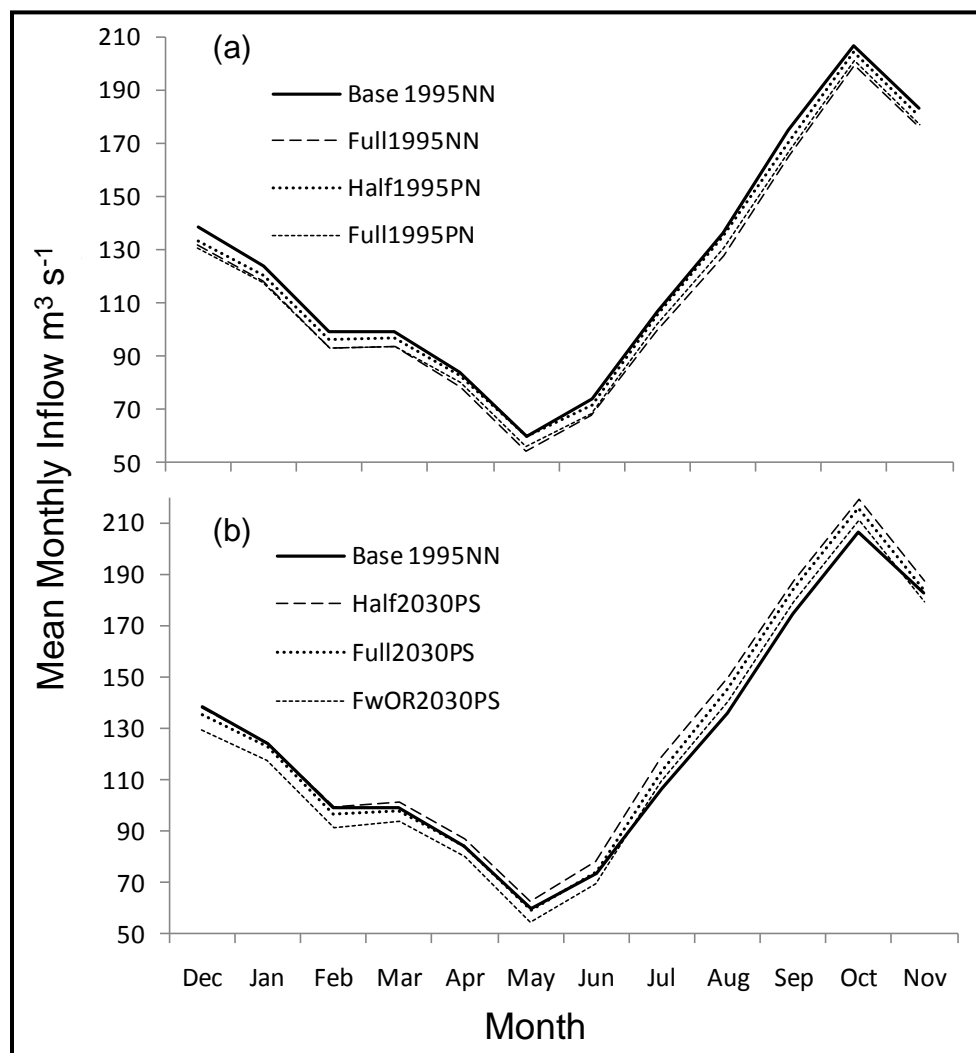 Mean Monthly Inflow m³ s⁻¹
(a)
210
190
170
150
130
110
90
70
50
Base 1995NN
Full1995NN
Half1995PN
Full1995PN
(b)
210
190
170
150
130
110
90
70
50
Base 1995NN
Half2030PS
Full2030PS
FwOR2030PS
Dec Jan Feb Mar Apr May Jun Jul Aug Sep Oct Nov
Month